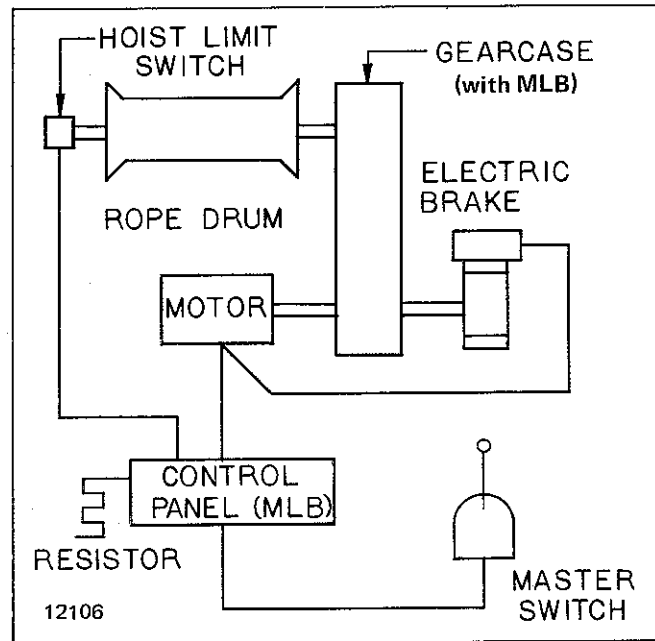 HOIST LIMIT
SWITCH
GEARCASE
(with MLB)
ROPE DRUM
ELECTRIC
BRAKE
MOTOR
CONTROL
PANEL (MLB)
RESISTOR
MASTER
SWITCH
12106